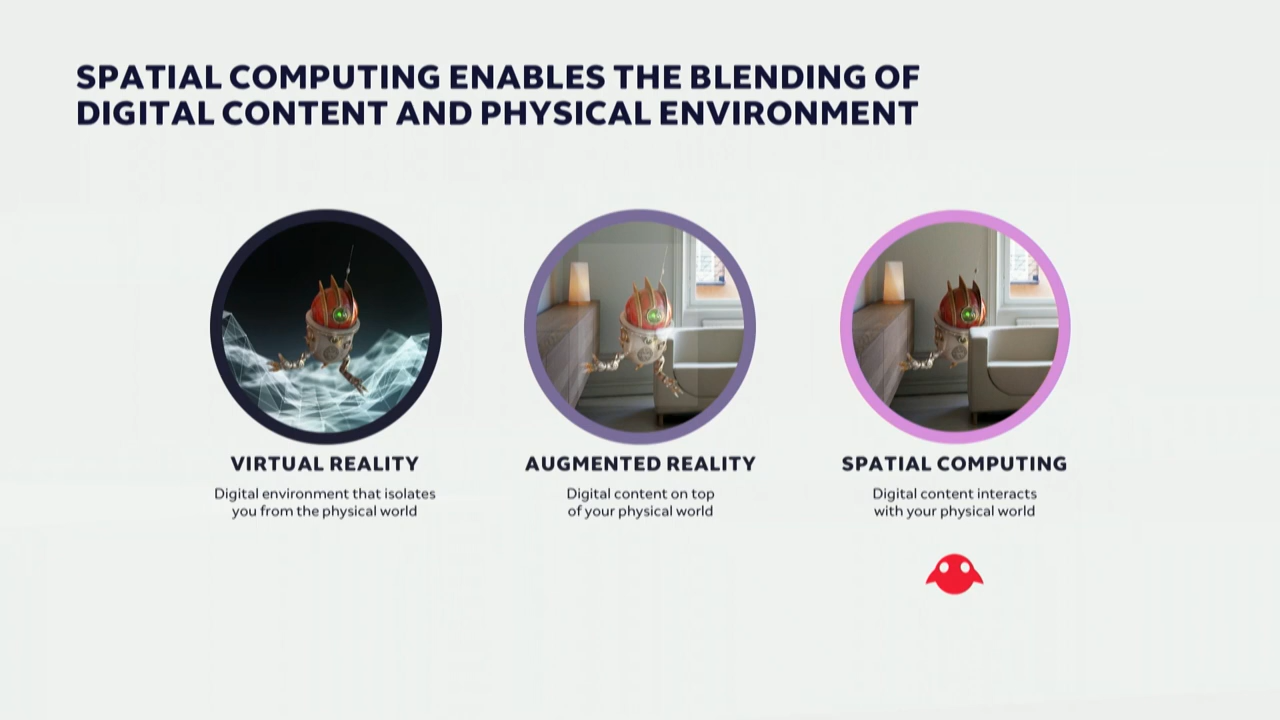 SPATIAL COMPUTING ENABLES THE BLENDING OF
DIGITAL CONTENT AND PHYSICAL ENVIRONMENT
VIRTUAL REALITY
Digital environment that isolates
you from the physical world
AUGMENTED REALITY
Digital content on top
of your physical world
SPATIAL COMPUTING
Digital content interacts
with your physical world